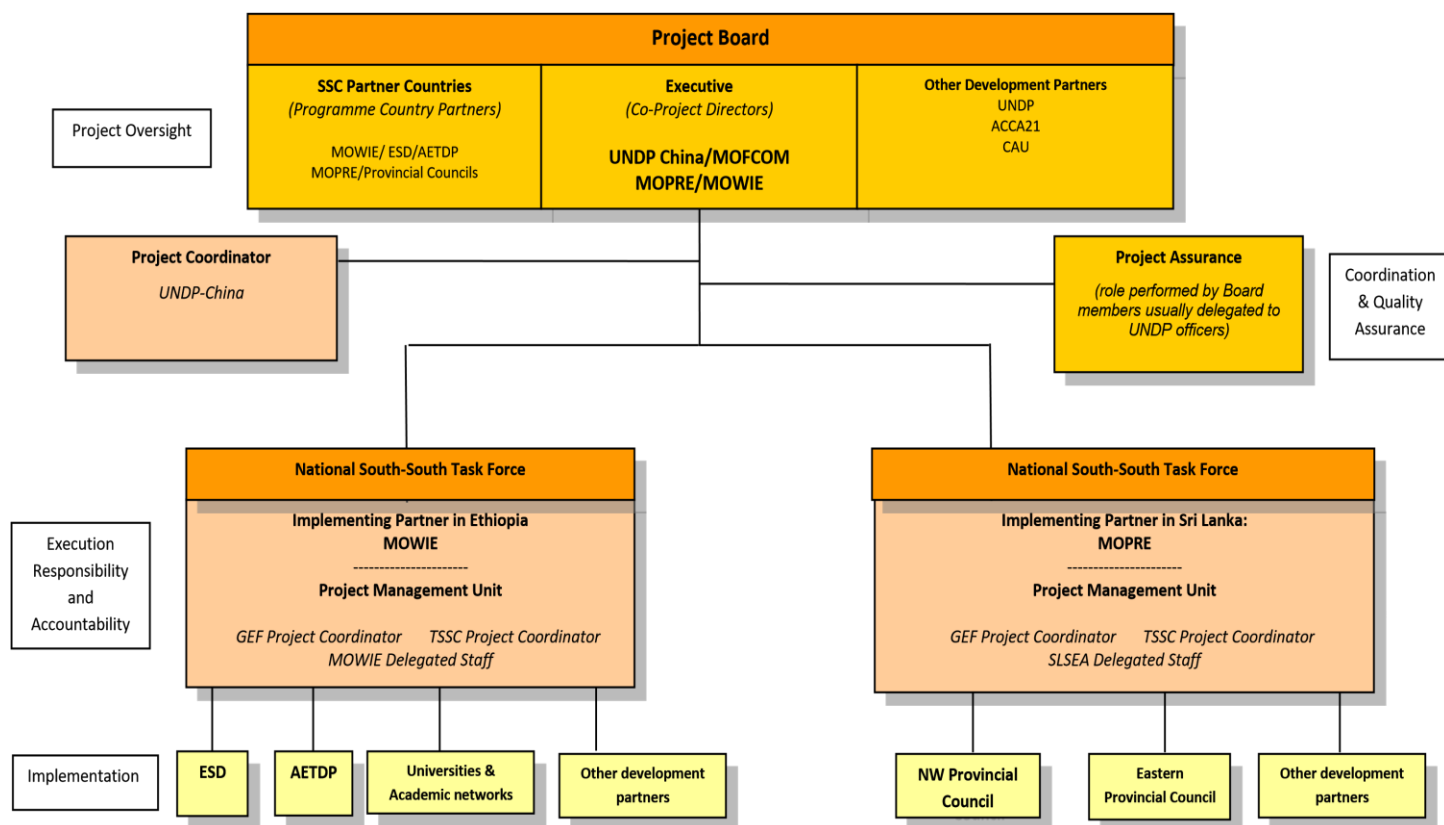 Project Board
SSC Partner Countries
(Programme Country Partners)
MOWIE/ ESD/AETDP
MOPRE/Provincial Councils
Executive
(Co-Project Directors)
UNDP China/MOFCOM
MOPRE/MOWIE
Other Development Partners
UNDP
ACCA21
CAU
Project Oversight
Project Coordinator
UNDP-China
Project Assurance
(role performed by Board
members usually delegated to
UNDP officers)
Coordination
& Quality
Assurance
National South-South Task Force
Implementing Partner in Ethiopia
MOWIE
----------------------
Project Management Unit
GEF Project Coordinator TSSC Project Coordinator
MOWIE Delegated Staff
National South-South Task Force
Implementing Partner in Sri Lanka:
MOPRE
----------------------
Project Management Unit
GEF Project Coordinator TSSC Project Coordinator
SLSEA Delegated Staff
Execution
Responsibility
and
Accountability
Implementation
ESD
AETDP
Universities &
Academic networks
Other development
partners
NW Provincial
Council
Eastern
Provincial Council
Other development
partners